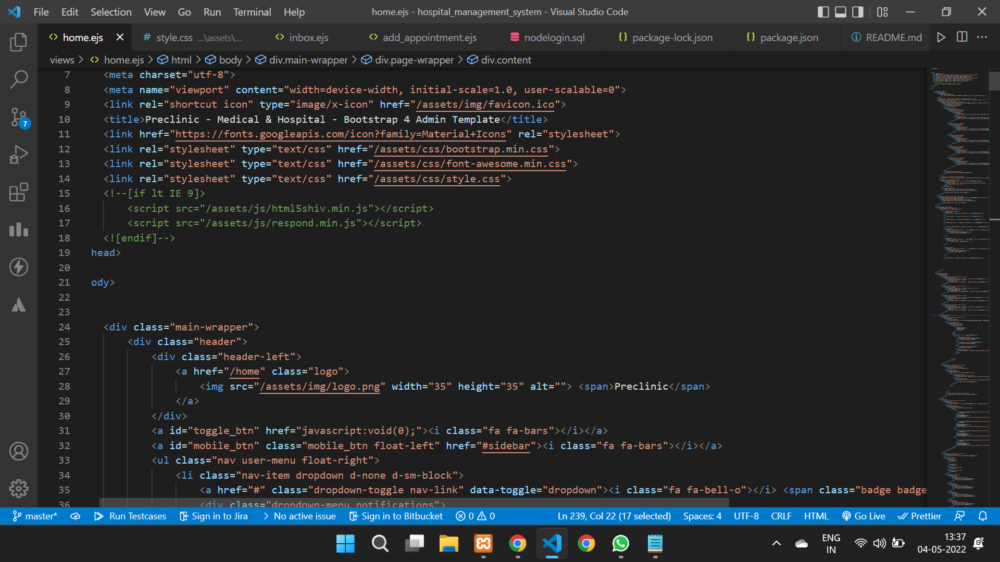 File Edit Selection View Go Run Terminal Help
home.ejs - hospital_management_system - Visual Studio Code
home.ejs
# style.css ...\assets\...
inbox.ejs
add_appointment.ejs
nodelogin.sql
{} package-lock.json
{} package.json
README.md
views > home.ejs > html > body > div.main-wrapper > div.page-wrapper > div.content
7 <meta charset="utf-8">
8 <meta name="viewport" content="width=device-width, initial-scale=1.0, user-scalable=0">
9 <link rel="shortcut icon" type="image/x-icon" href="/assets/img/favicon.ico">
10 <title>Preclinic - Medical & Hospital - Bootstrap 4 Admin Template</title>
11 <link href="https://fonts.googleapis.com/icon?family=Material+Icons" rel="stylesheet">
12 <link rel="stylesheet" type="text/css" href="/assets/css/bootstrap.min.css">
13 <link rel="stylesheet" type="text/css" href="/assets/css/font-awesome.min.css">
14 <link rel="stylesheet" type="text/css" href="/assets/css/style.css">
15 <!--[if lt IE 9]>
16 <script src="/assets/js/html5shiv.min.js"></script>
17 <script src="/assets/js/respond.min.js"></script>
18 <![endif]-->
19 head>
20
21 ody>
22
23
24 <div class="main-wrapper">
25 <div class="header">
26 <div class="header-left">
27 <a href="/home" class="logo">
28 <img src="/assets/img/logo.png" width="35" height="35" alt=""> <span>Preclinic</span>
29 </a>
30 </div>
31 <a id="toggle_btn" href="javascript:void(0);"><i class="fa fa-bars"></i></a>
32 <a id="mobile_btn" class="mobile_btn float-left" href="#sidebar"><i class="fa fa-bars"></i></a>
33 <ul class="nav user-menu float-right">
34 <li class="nav-item dropdown d-none d-sm-block">
35 <a href="#" class="dropdown-toggle nav-link" data-toggle="dropdown"><i class="fa fa-bell-o"></i> <span class="badge badge
36 <div class="dropdown-menu notifications">
7
master* Run Testcases Sign in to Jira > No active issue Sign in to Bitbucket 0 0 Ln 239, Col 22 (17 selected) Spaces: 4 UTF-8 CRLF HTML Go Live Prettier
ENG
IN
13:37
04-05-2022